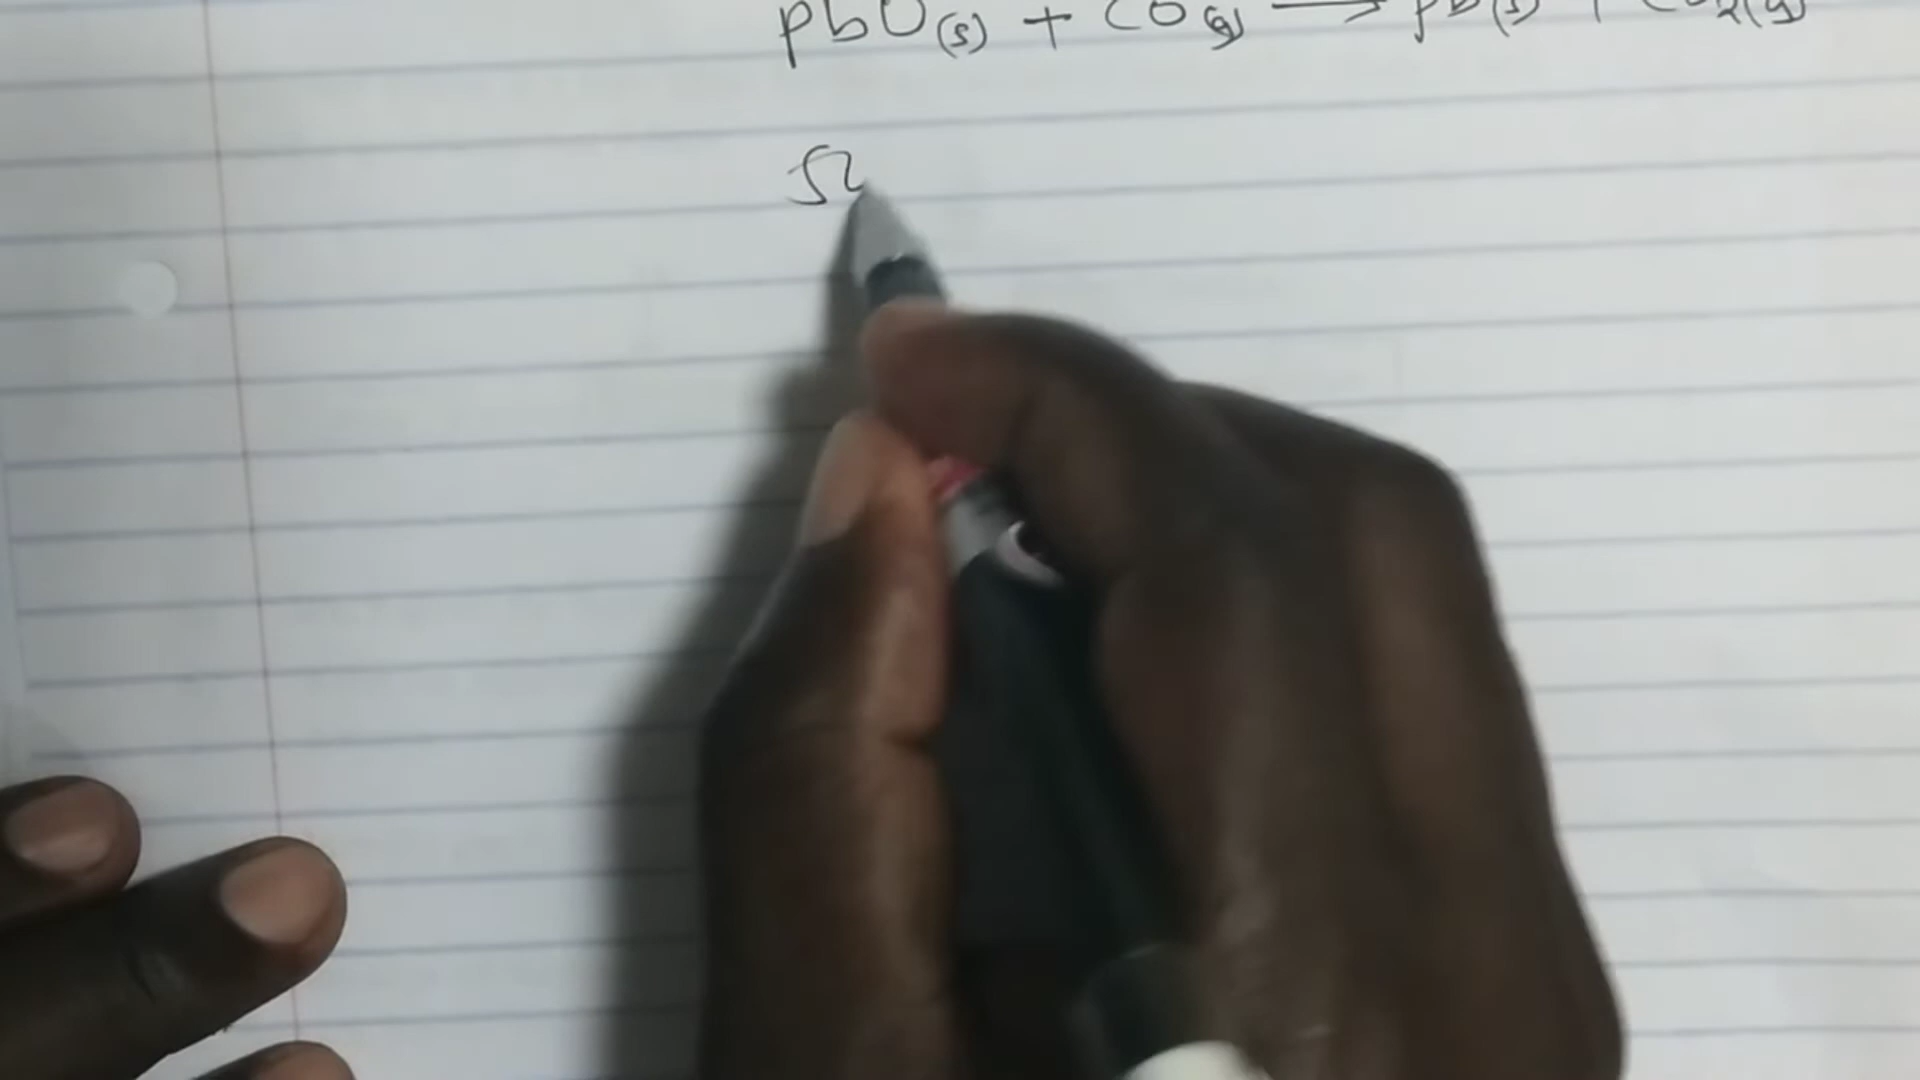 pbO(s) + CO(g) → pb(s) + CO2(g)